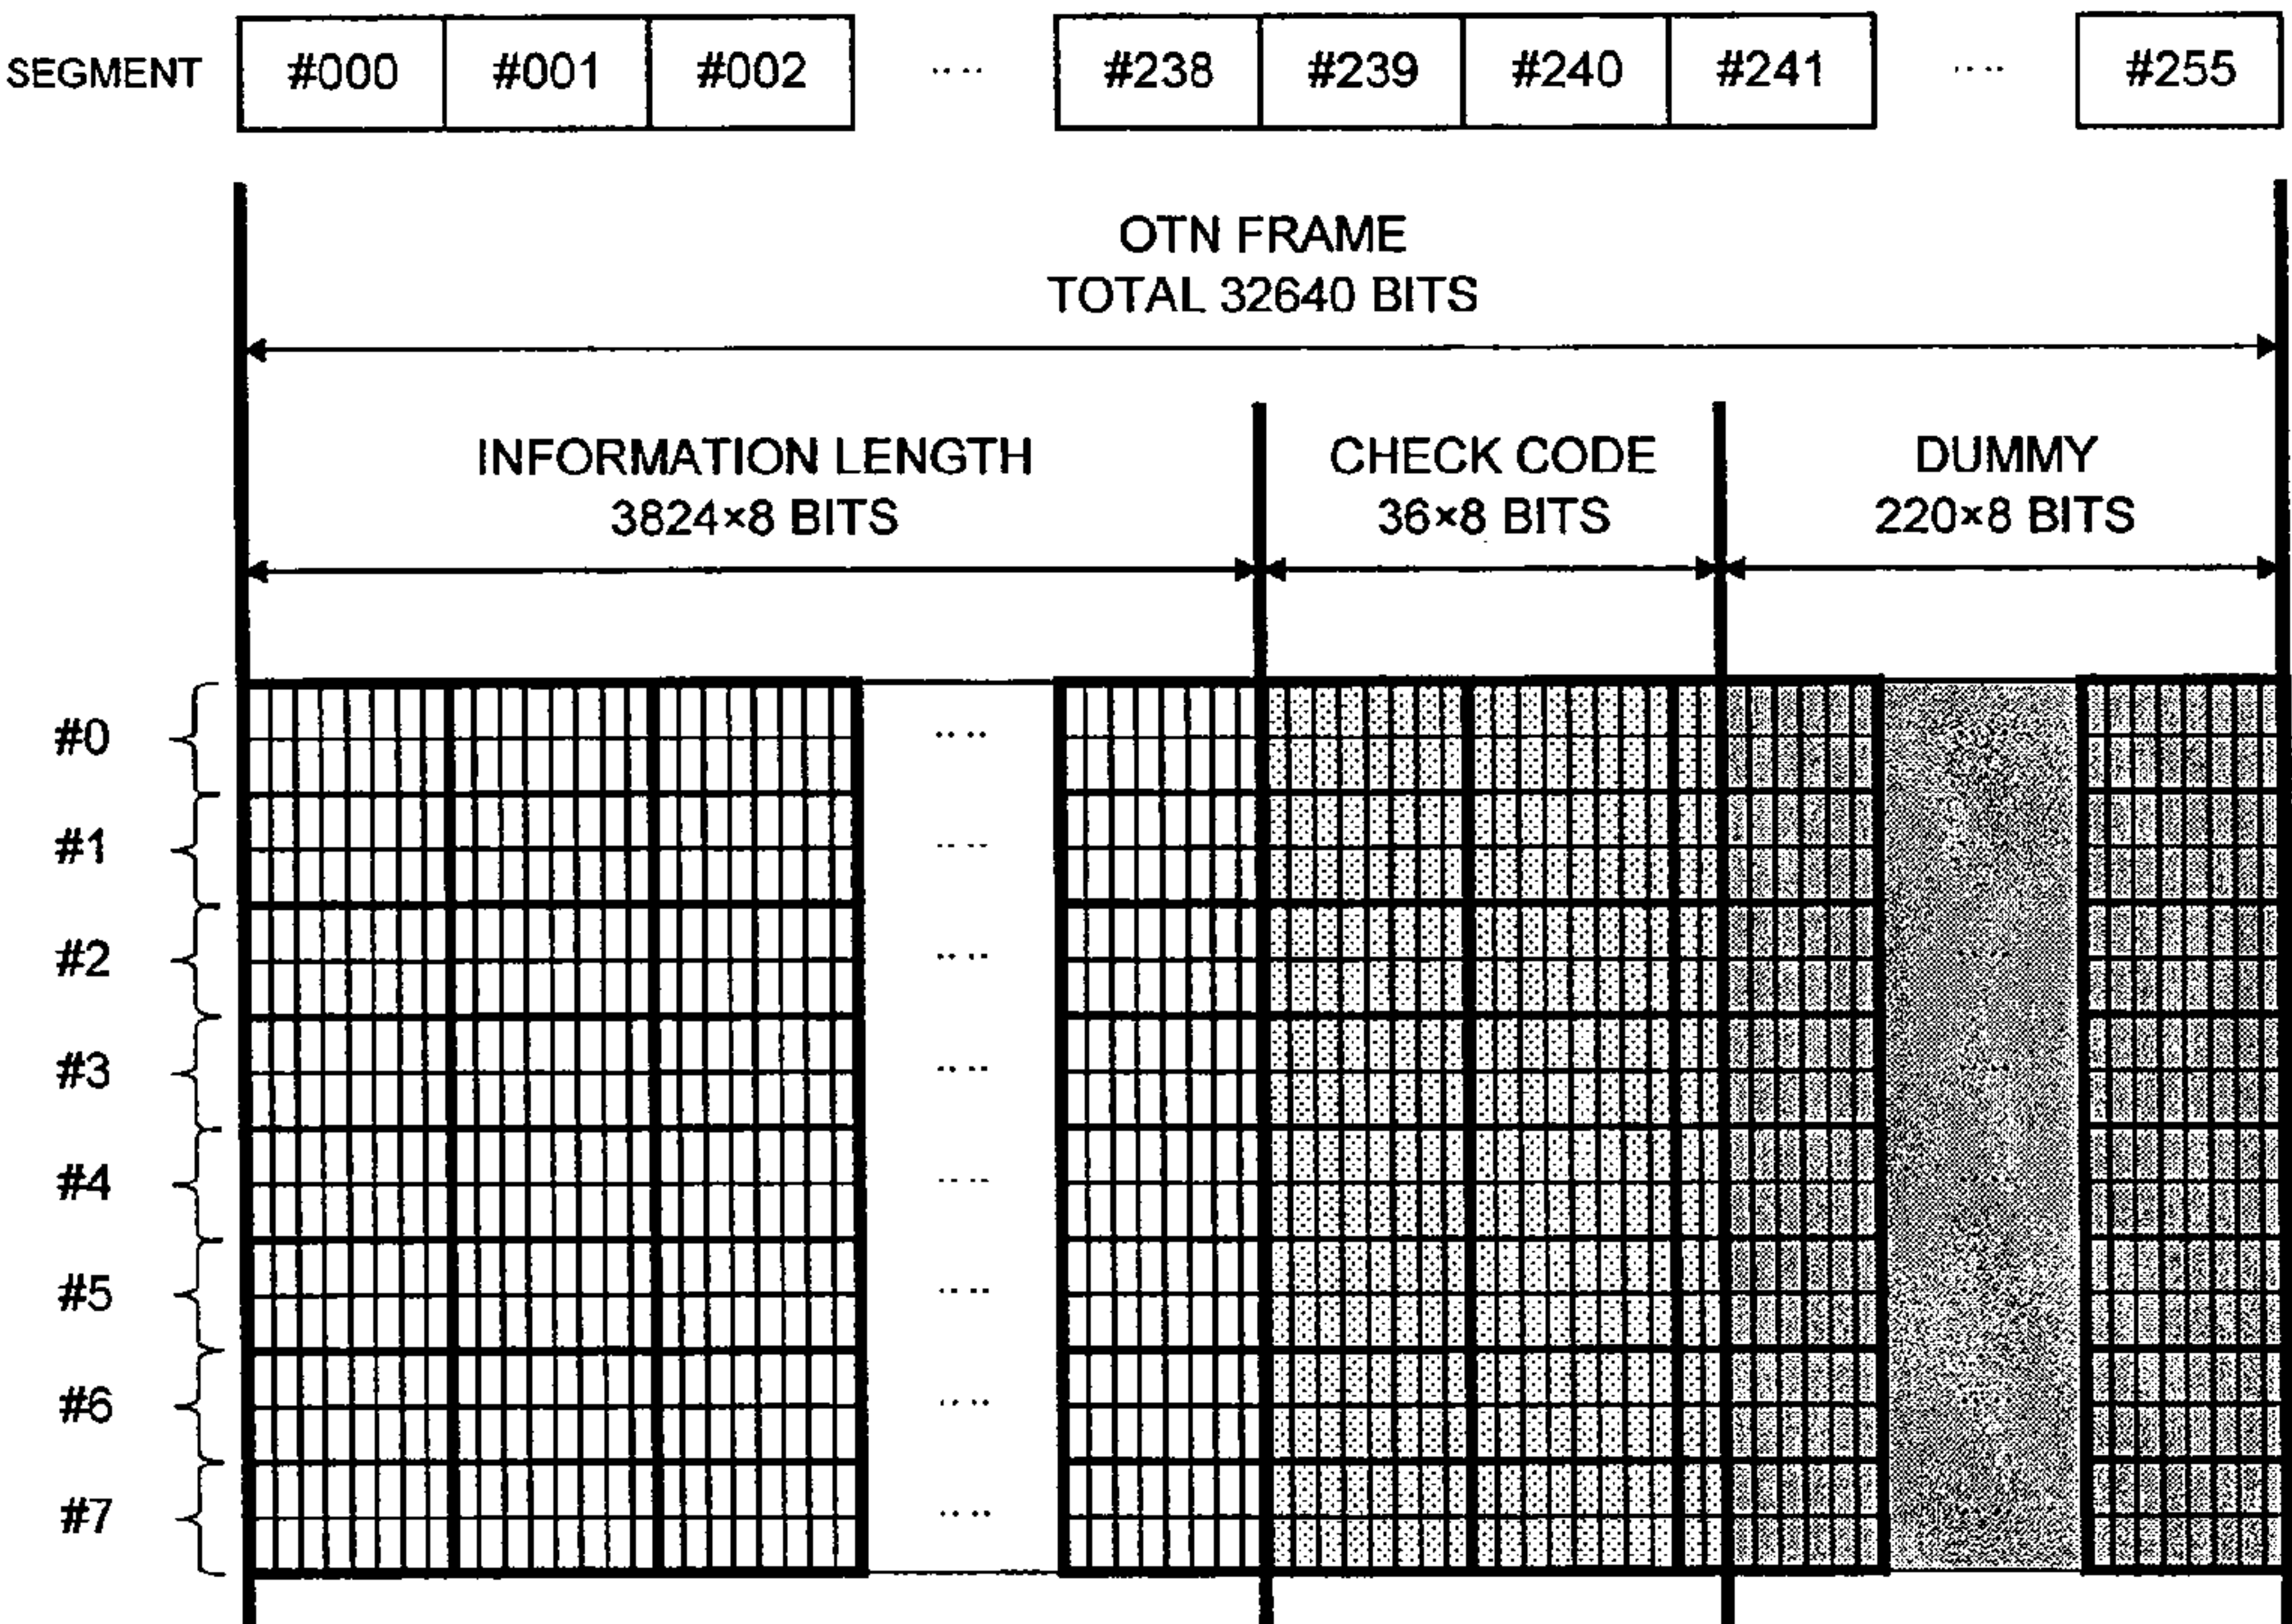 SEGMENT #000 #001 #002 .... #238 #239 #240 #241 .... #255
OTN FRAME
TOTAL 32640 BITS
INFORMATION LENGTH CHECK CODE DUMMY
3824×8 BITS 36×8 BITS 220×8 BITS
#0 ....
#1 ....
#2 ....
#3 ....
#4 ....
#5 ....
#6 ....
#7 ....